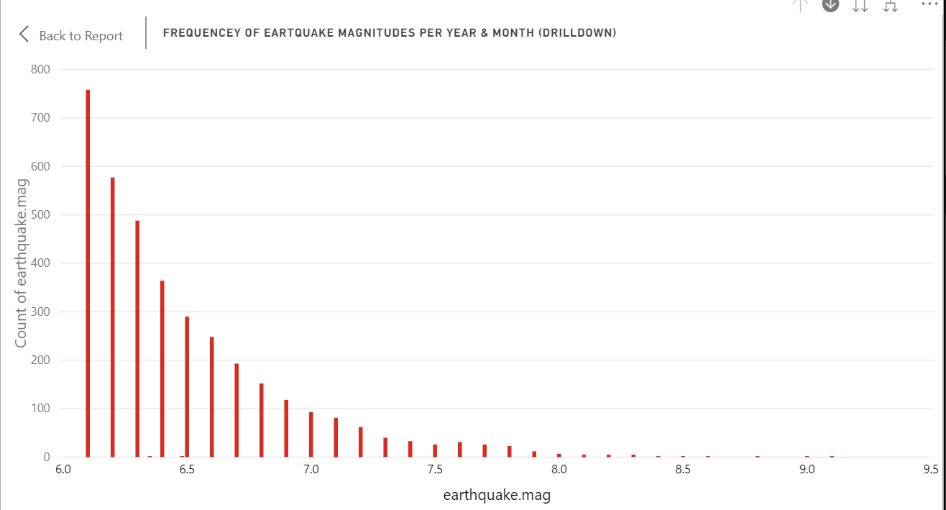 Back to Report
FREQUENCEY OF EARTQUAKE MAGNITUDES PER YEAR & MONTH (DRILLDOWN)
800
700
600
500
400
300
200
100
0
Count of earthquake.mag
6.0 6.5 7.0 7.5 8.0 8.5 9.0 9.5
earthquake.mag